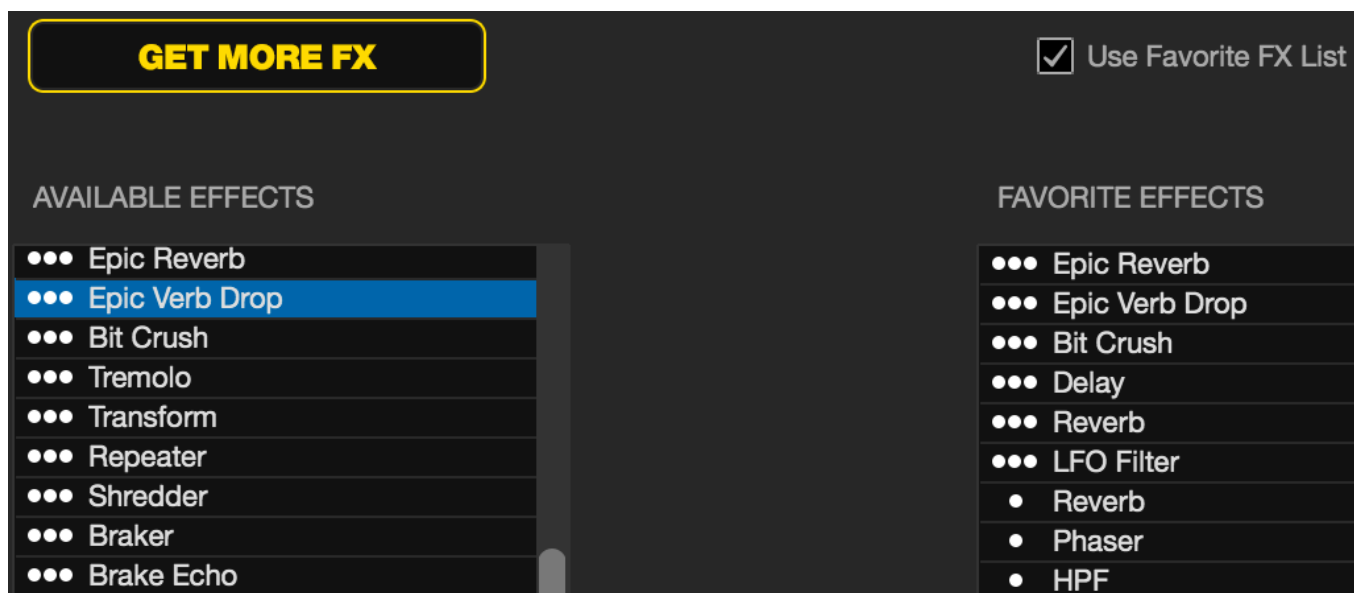 GET MORE FX
Use Favorite FX List
AVAILABLE EFFECTS
Epic Reverb
Epic Verb Drop
Bit Crush
Tremolo
Transform
Repeater
Shredder
Braker
Brake Echo
FAVORITE EFFECTS
Epic Reverb
Epic Verb Drop
Bit Crush
Delay
Reverb
LFO Filter
Reverb
Phaser
HPF